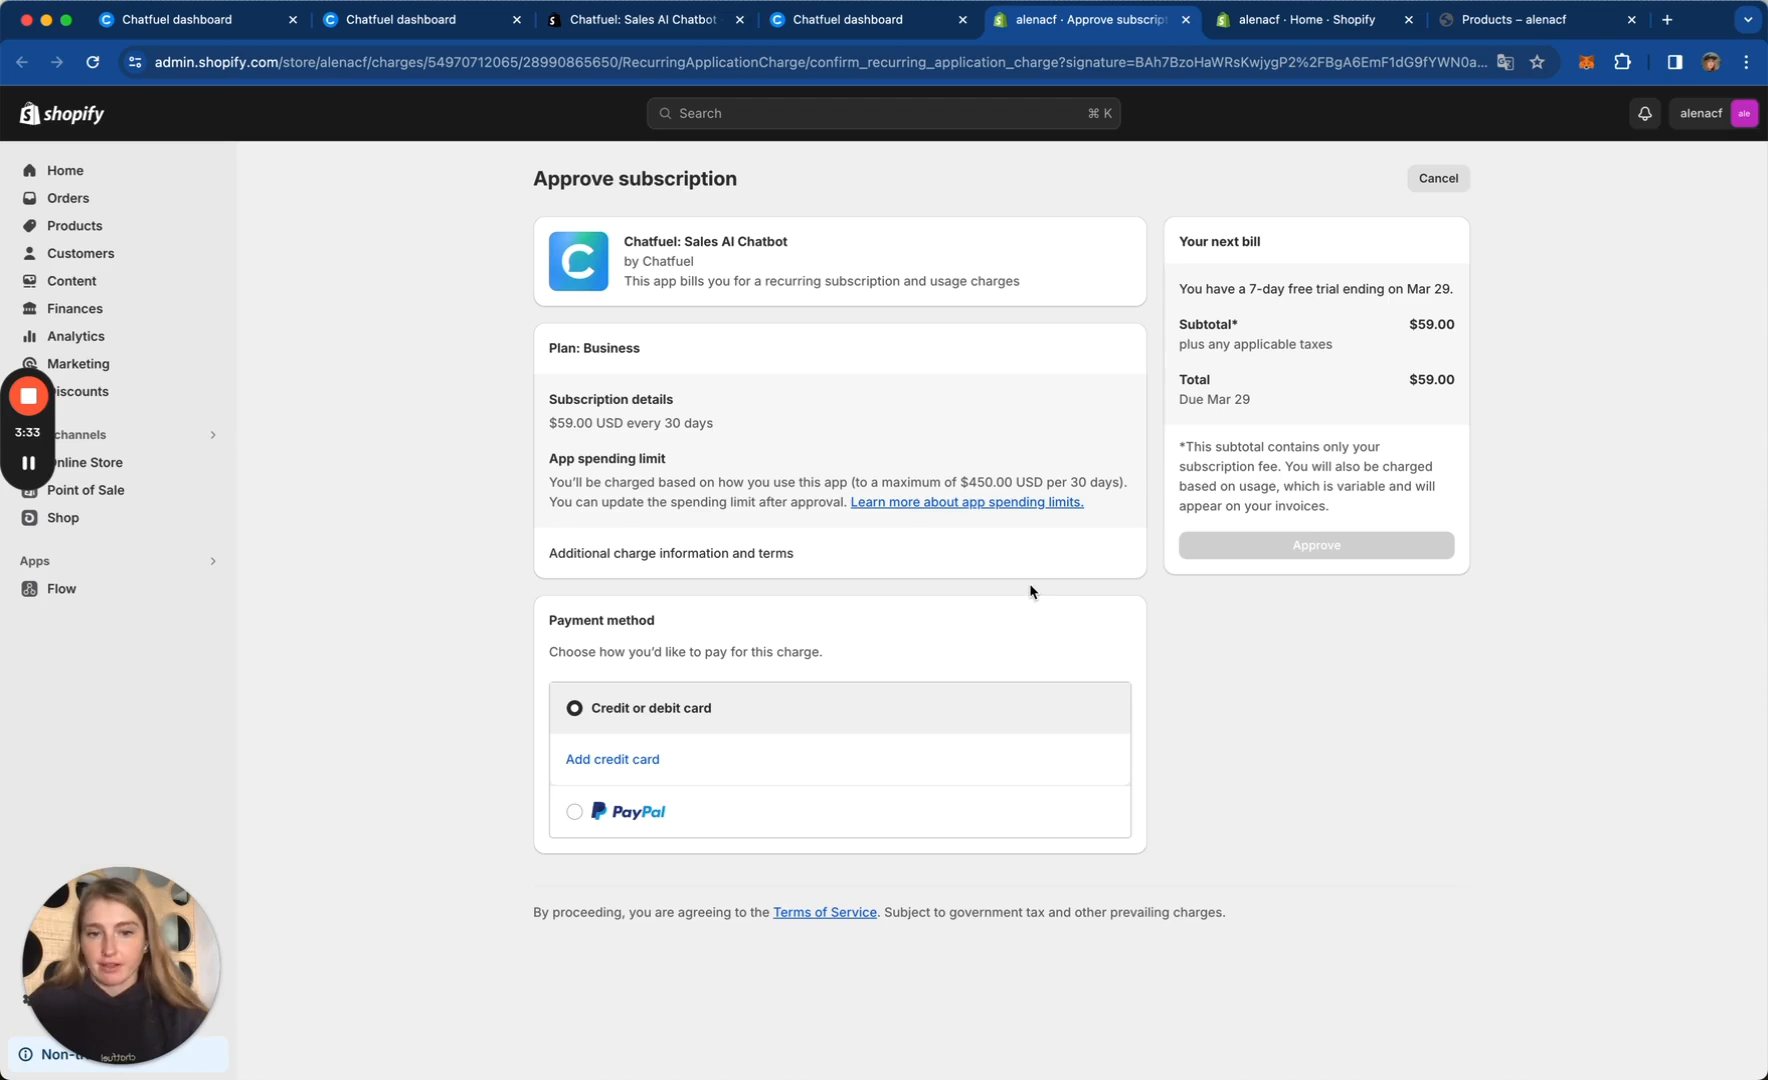 Chatfuel dashboard
Chatfuel dashboard
Chatfuel: Sales AI Chatbot
Chatfuel dashboard
alenacf · Approve subscript
alenacf · Home · Shopify
Products – alenacf
admin.shopify.com/store/alenacf/charges/54970712065/28990865650/RecurringApplicationCharge/confirm_recurring_application_charge?signature=BAh7BzoHaWRsKwjygP2%2FBgA6EmF1dG9fYWN0a...
shopify
Search
⌘ K
alenacf
ale
Home
Orders
Products
Customers
Content
Finances
Analytics
Marketing
iscounts
channels
nline Store
Point of Sale
Shop
Apps
Flow
3:33
Approve subscription
Cancel
Chatfuel: Sales AI Chatbot
by Chatfuel
This app bills you for a recurring subscription and usage charges
Plan: Business
Subscription details
$59.00 USD every 30 days
App spending limit
You’ll be charged based on how you use this app (to a maximum of $450.00 USD per 30 days).
You can update the spending limit after approval. Learn more about app spending limits.
Additional charge information and terms
Payment method
Choose how you’d like to pay for this charge.
Credit or debit card
Add credit card
PayPal
Your next bill
You have a 7-day free trial ending on Mar 29.
Subtotal* $59.00
plus any applicable taxes
Total $59.00
Due Mar 29
*This subtotal contains only your
subscription fee. You will also be charged
based on usage, which is variable and will
appear on your invoices.
Approve
By proceeding, you are agreeing to the Terms of Service. Subject to government tax and other prevailing charges.